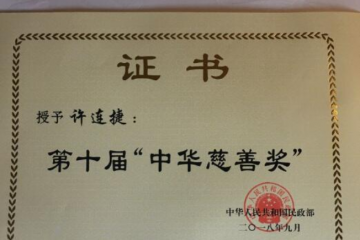 证书
授予 许连捷：
第十届“中华慈善奖”
中华人民共和国民政部
二〇一八年九月